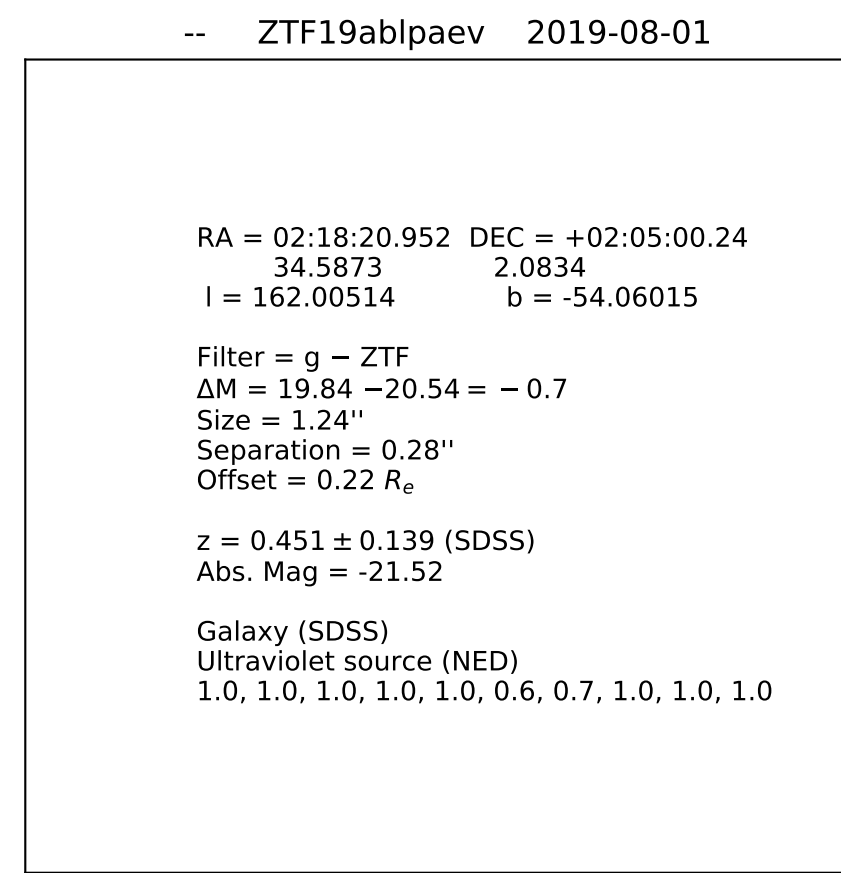 -- ZTF19ablpaev 2019-08-01
RA = 02:18:20.952 DEC = +02:05:00.24
34.5873 2.0834
l = 162.00514 b = -54.06015
Filter = g − ZTF
ΔM = 19.84 −20.54 = − 0.7
Size = 1.24''
Separation = 0.28''
Offset = 0.22 Rₑ
z = 0.451 ± 0.139 (SDSS)
Abs. Mag = -21.52
Galaxy (SDSS)
Ultraviolet source (NED)
1.0, 1.0, 1.0, 1.0, 1.0, 0.6, 0.7, 1.0, 1.0, 1.0